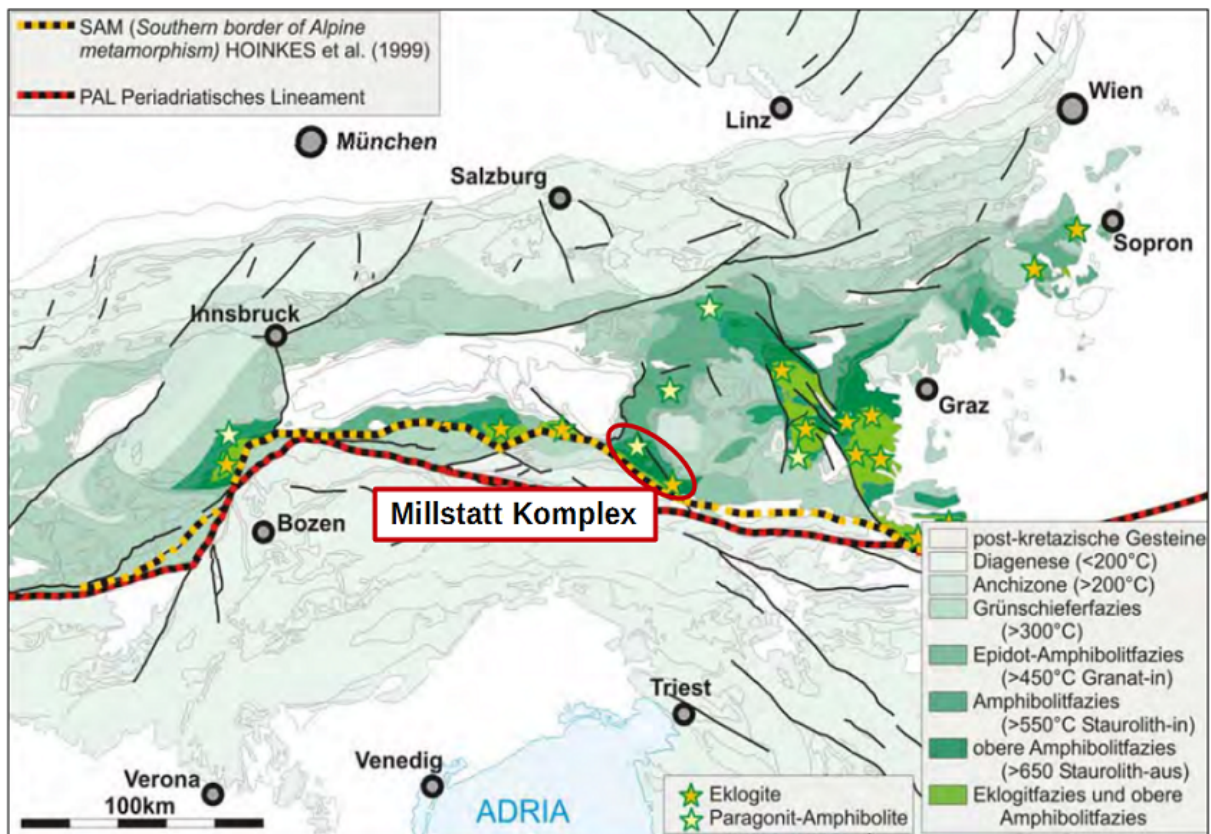 SAM (Southern border of Alpine
metamorphism) HOINKES et al. (1999)
PAL Periadriatisches Lineament
München
Linz
Wien
Salzburg
Sopron
Innsbruck
Graz
Millstatt Komplex
Bozen
post-kretazische Gesteine
Diagenese (<200°C)
Anchizone (>200°C)
Grünschieferfazies
(>300°C)
Epidot-Amphibolitfazies
(>450°C Granat-in)
Amphibolitfazies
(>550°C Staurolith-in)
obere Amphibolitfazies
(>650 Staurolith-aus)
Eklogitfazies und obere
Amphibolitfazies
Triest
Venedig
Verona
100km
ADRIA
Eklogite
Paragonit-Amphibolite